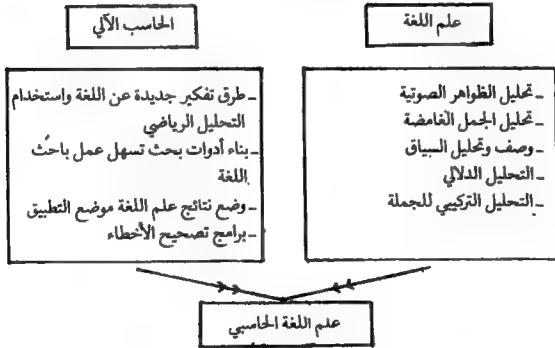 علم اللغة
الحاسب الآلي
ـ تحليل الظواهر الصوتية
ـ تحليل الجمل الغامضة
ـ وصف وتحليل السياق
ـ التحليل الدلالي
ـ التحليل التركيبي للجملة
ـ طرق تفكير جديدة عن اللغة واستخدام
التحليل الرياضي
ـ بناء أدوات بحث تسهل عمل باحث
اللغة
ـ وضع نتائج علم اللغة موضع التطبيق
ـ برامج تصحيح الأخطاء
علم اللغة الحاسبي